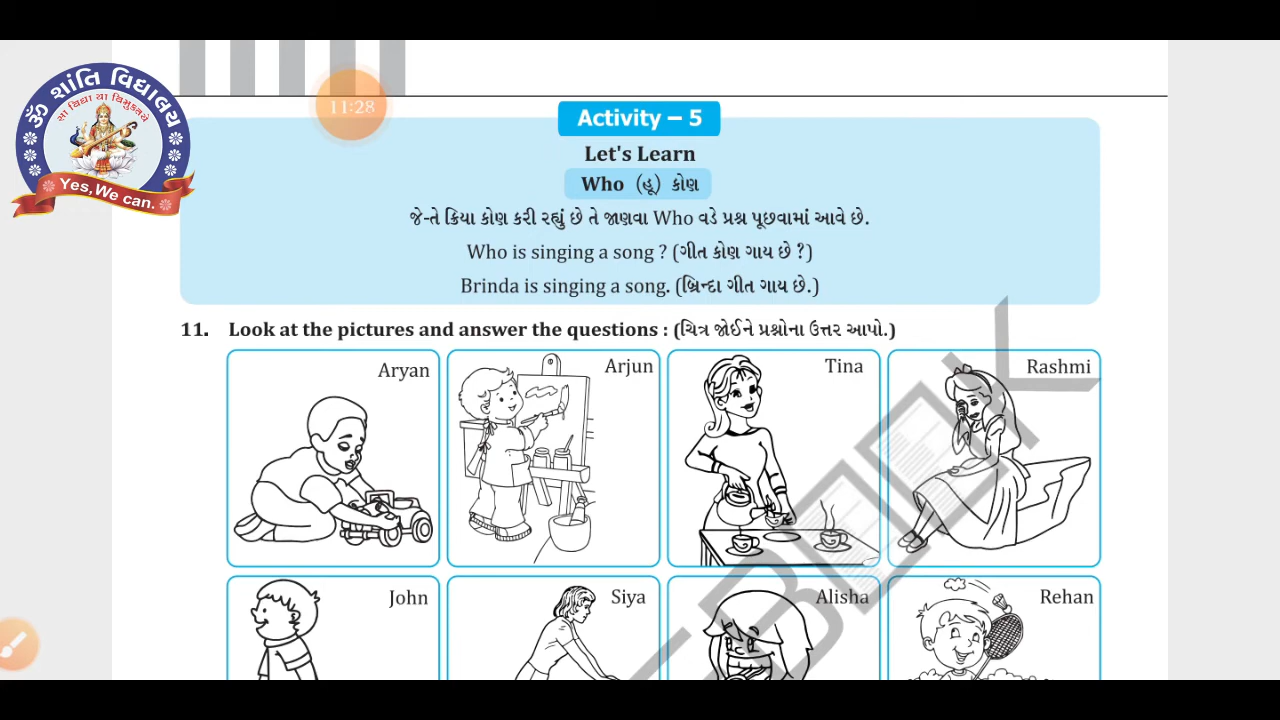 ૐ શાંતિ વિદ્યાલય
સા વિદ્યા યા વિમુક્તયે
Yes, We can.
11:28
Activity – 5
Let's Learn
Who (હૂ) કોણ
જે-તે ક્રિયા કોણ કરી રહ્યું છે તે જાણવા Who વડે પ્રશ્ન પૂછવામાં આવે છે.
Who is singing a song ? (ગીત કોણ ગાય છે ?)
Brinda is singing a song. (બ્રિન્દા ગીત ગાય છે.)
11. Look at the pictures and answer the questions : (ચિત્ર જોઈને પ્રશ્નોના ઉત્તર આપો.)
Aryan Arjun Tina Rashmi
John Siya Alisha Rehan